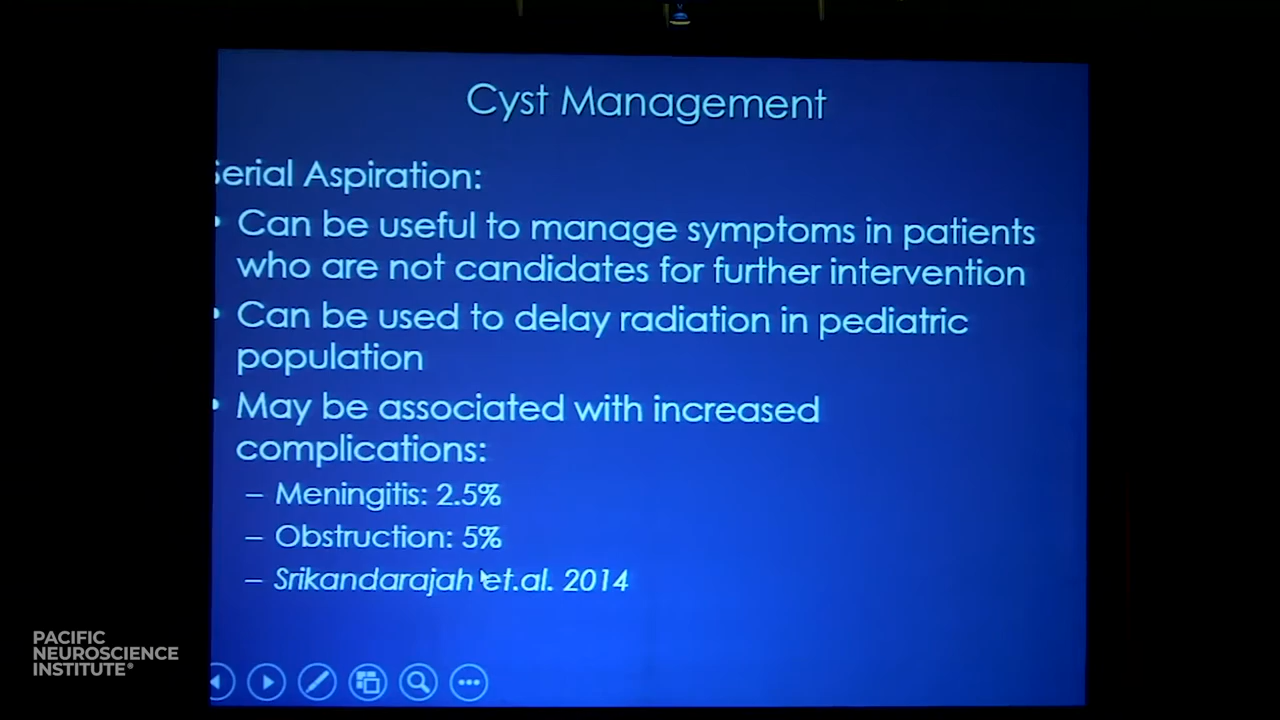 Cyst Management
Serial Aspiration:
• Can be useful to manage symptoms in patients
who are not candidates for further intervention
• Can be used to delay radiation in pediatric
population
• May be associated with increased
complications:
– Meningitis: 2.5%
– Obstruction: 5%
– Srikandarajah et.al. 2014
PACIFIC
NEUROSCIENCE
INSTITUTE®